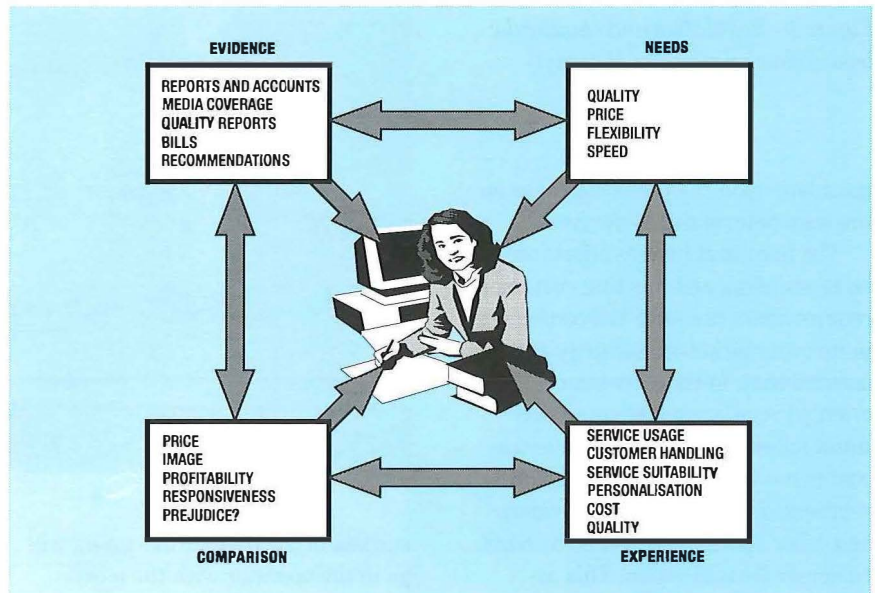 EVIDENCE
REPORTS AND ACCOUNTS
MEDIA COVERAGE
QUALITY REPORTS
BILLS
RECOMMENDATIONS
NEEDS
QUALITY
PRICE
FLEXIBILITY
SPEED
PRICE
IMAGE
PROFITABILITY
RESPONSIVENESS
PREJUDICE?
COMPARISON
SERVICE USAGE
CUSTOMER HANDLING
SERVICE SUITABILITY
PERSONALISATION
COST
QUALITY
EXPERIENCE